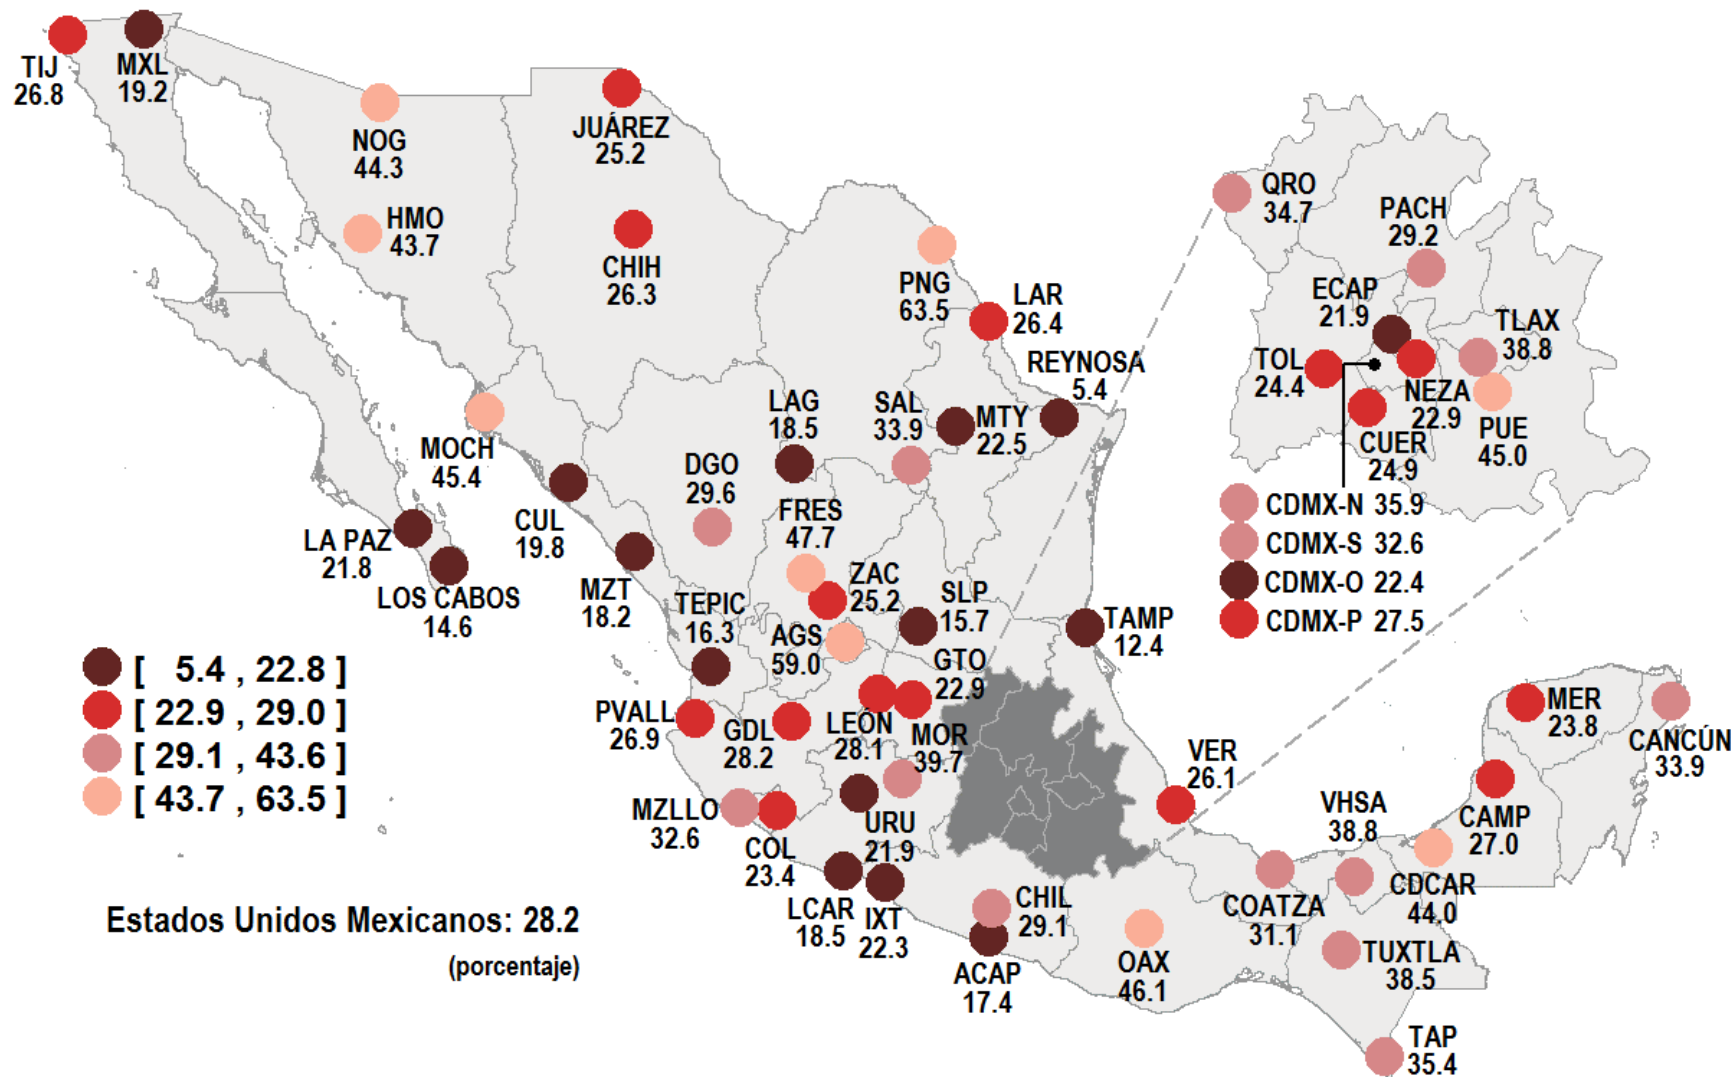 TIJ
26.8
MXL
19.2
NOG
44.3
HMO
43.7
JUÁREZ
25.2
CHIH
26.3
PNG
63.5
LAR
26.4
REYNOSA
5.4
MOCH
45.4
LAG
18.5
SAL
33.9
MTY
22.5
DGO
29.6
CUL
19.8
FRES
47.7
LA PAZ
21.8
LOS CABOS
14.6
MZT
18.2
TEPIC
16.3
ZAC
25.2
AGS
59.0
SLP
15.7
GTO
22.9
TAMP
12.4
PVALL
26.9
GDL
28.2
LEÓN
28.1
MOR
39.7
MZLLO
32.6
COL
23.4
URU
21.9
LCAR
18.5
IXT
22.3
CHIL
29.1
ACAP
17.4
OAX
46.1
VER
26.1
COATZA
31.1
VHSA
38.8
CDCAR
44.0
TUXTLA
38.5
TAP
35.4
CAMP
27.0
MER
23.8
CANCÚN
33.9
QRO
34.7
PACH
29.2
ECAP
21.9
TLAX
38.8
TOL
24.4
NEZA
22.9
CUER
24.9
PUE
45.0
CDMX-N 35.9
CDMX-S 32.6
CDMX-O 22.4
CDMX-P 27.5
[ 5.4 , 22.8 ]
[ 22.9 , 29.0 ]
[ 29.1 , 43.6 ]
[ 43.7 , 63.5 ]
Estados Unidos Mexicanos: 28.2
(porcentaje)